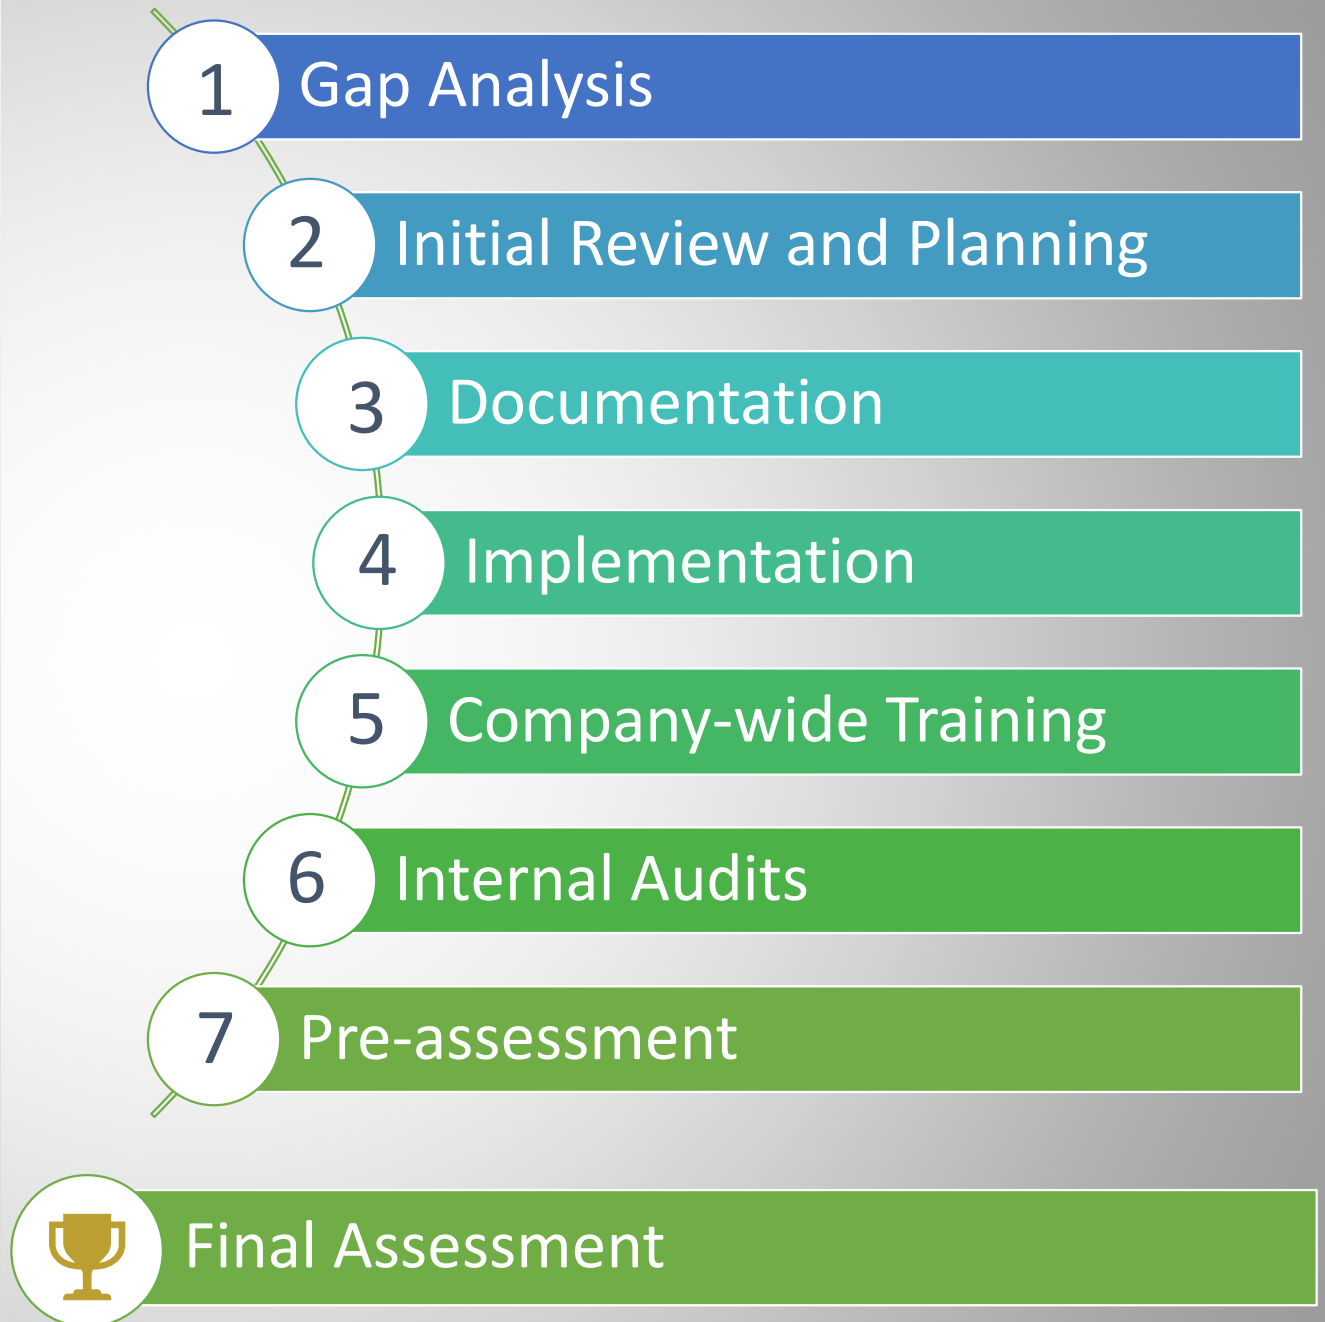 1 Gap Analysis
2 Initial Review and Planning
3 Documentation
4 Implementation
5 Company-wide Training
6 Internal Audits
7 Pre-assessment
Final Assessment